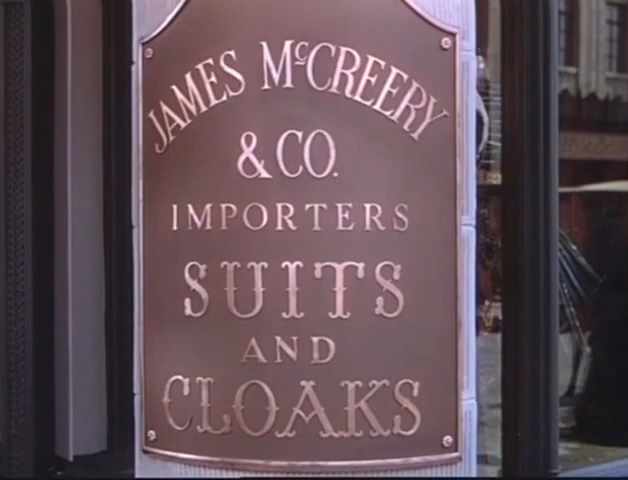 JAMES McCREERY
& CO.
IMPORTERS
SUITS
AND
CLOAKS